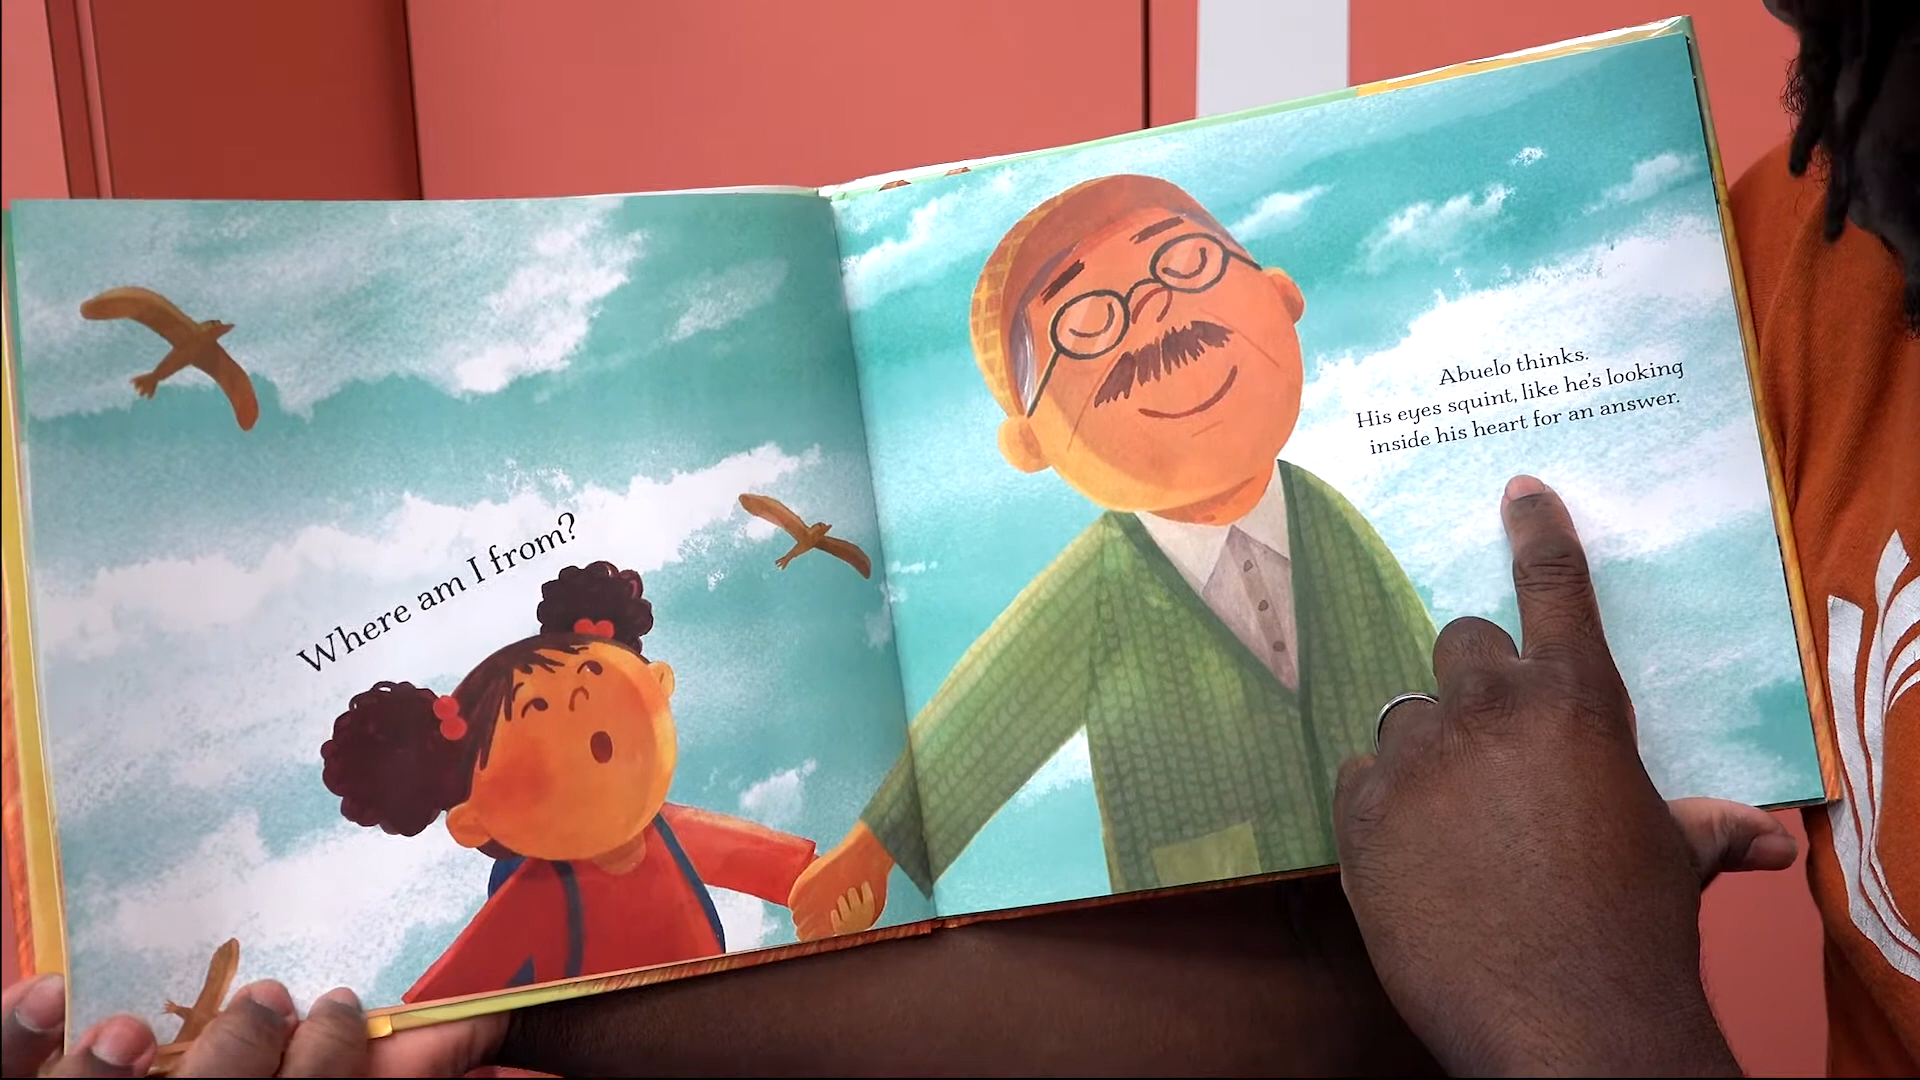 Where am I from?
Abuelo thinks.
His eyes squint, like he's looking
inside his heart for an answer.